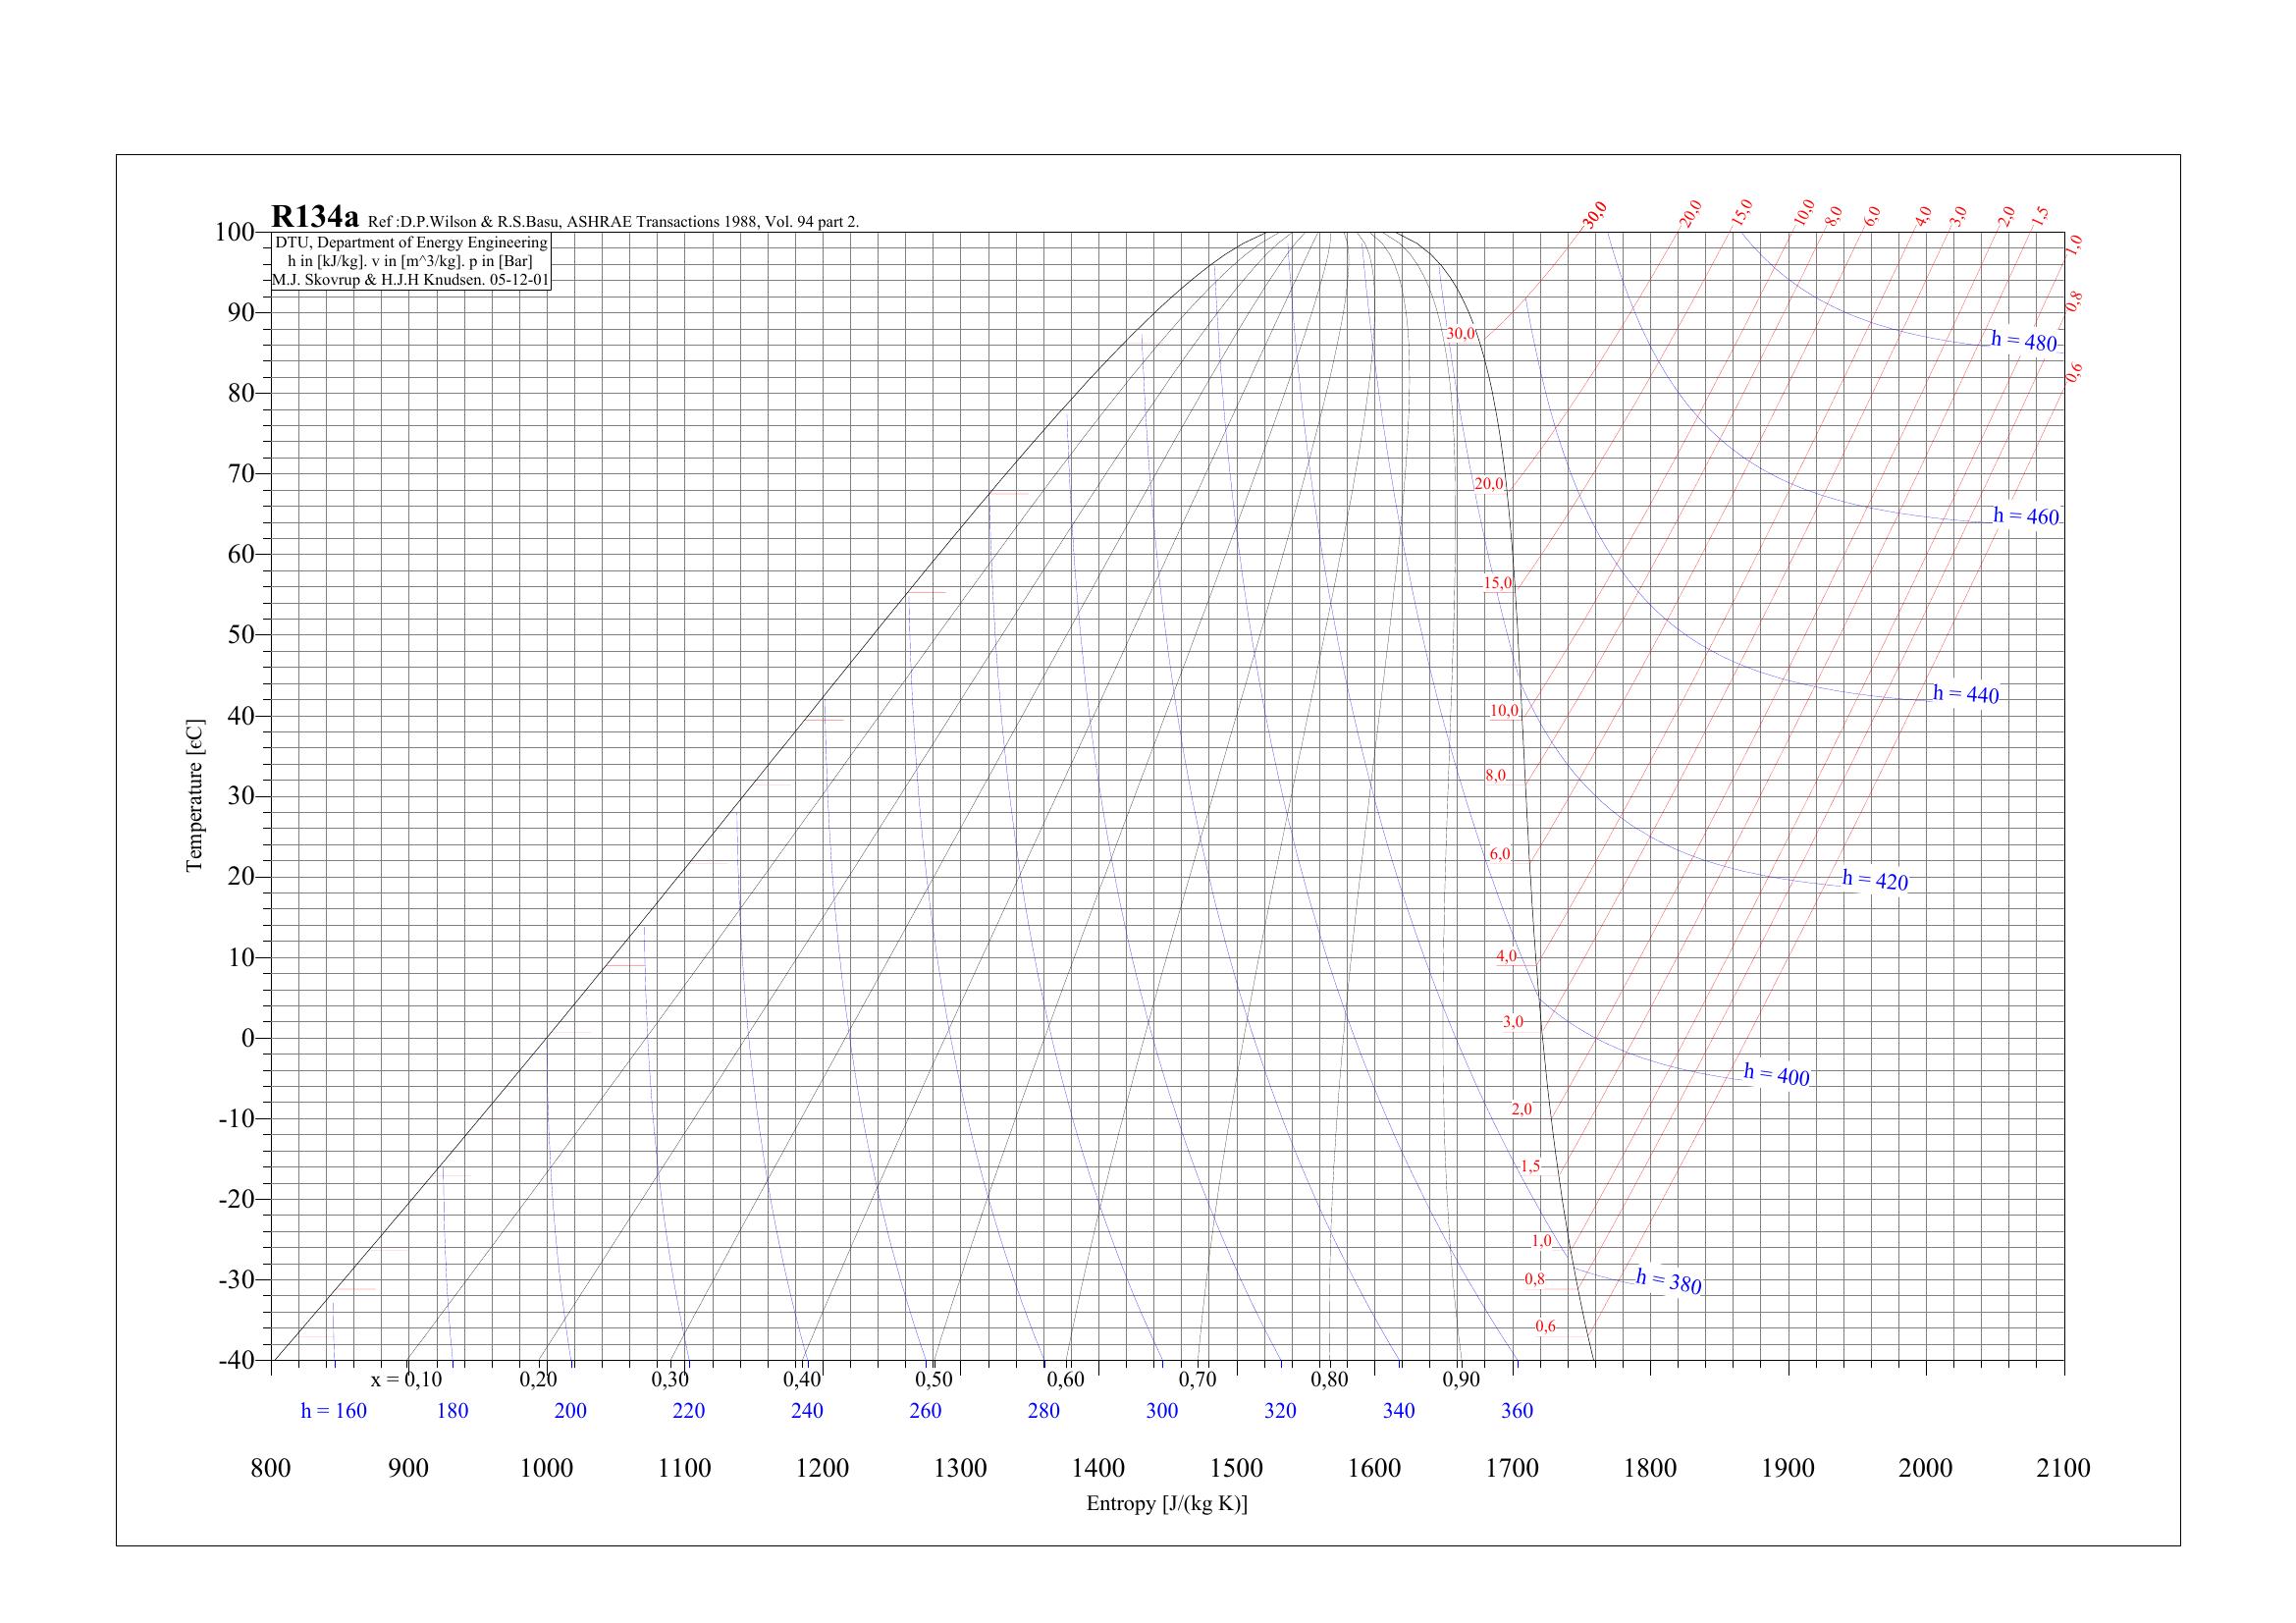 R134a Ref :D.P.Wilson & R.S.Basu, ASHRAE Transactions 1988, Vol. 94 part 2.
DTU, Department of Energy Engineering
h in [kJ/kg]. v in [m^3/kg]. p in [Bar]
M.J. Skovrup & H.J.H Knudsen. 05-12-01
30,0 20,0 15,0 10,0 8,0 6,0 4,0 3,0 2,0 1,5
1,0
0,8
0,6
100
90
80
70
60
50
40
30
20
10
0
-10
-20
-30
-40
Temperature [єC]
30,0
20,0
15,0
10,0
8,0
6,0
4,0
3,0
2,0
1,5
1,0
0,8
0,6
h = 480
h = 460
h = 440
h = 420
h = 400
h = 380
x = 0,10 0,20 0,30 0,40 0,50 0,60 0,70 0,80 0,90
h = 160 180 200 220 240 260 280 300 320 340 360
800 900 1000 1100 1200 1300 1400 1500 1600 1700 1800 1900 2000 2100
Entropy [J/(kg K)]